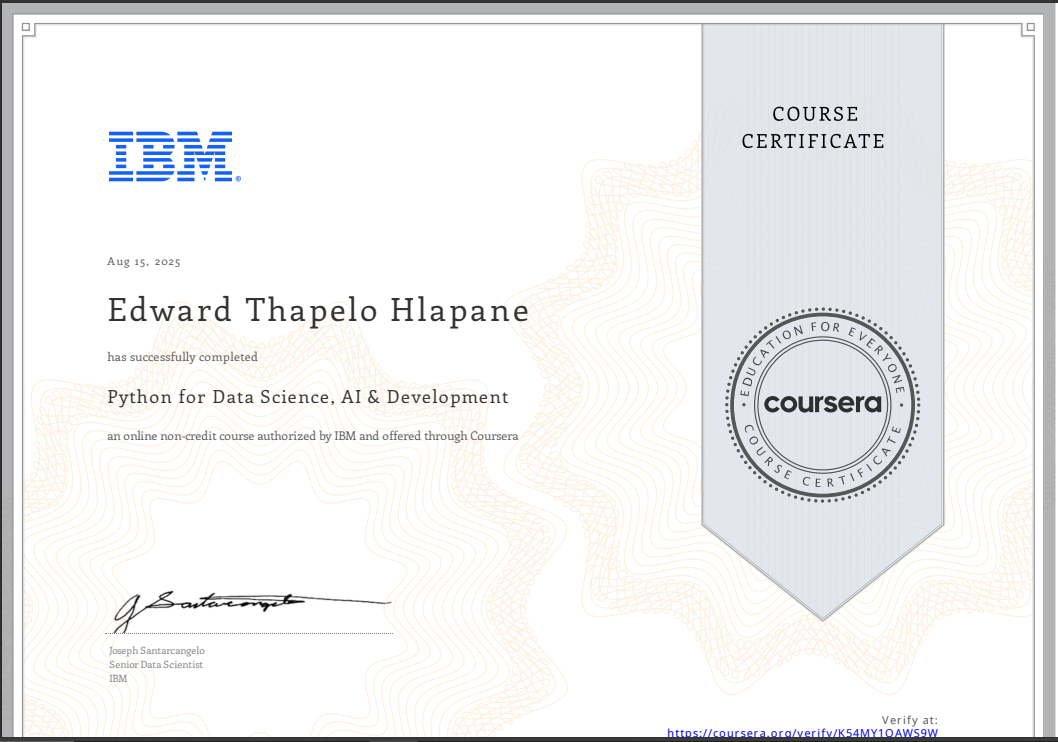 IBM®
COURSE
CERTIFICATE
Aug 15, 2025
Edward Thapelo Hlapane
has successfully completed
Python for Data Science, AI & Development
an online non-credit course authorized by IBM and offered through Coursera
EDUCATION FOR EVERYONE
coursera
COURSE CERTIFICATE
Joseph Santarcangelo
Senior Data Scientist
IBM
Verify at:
https://coursera.org/verify/K54MY1OAWS9W